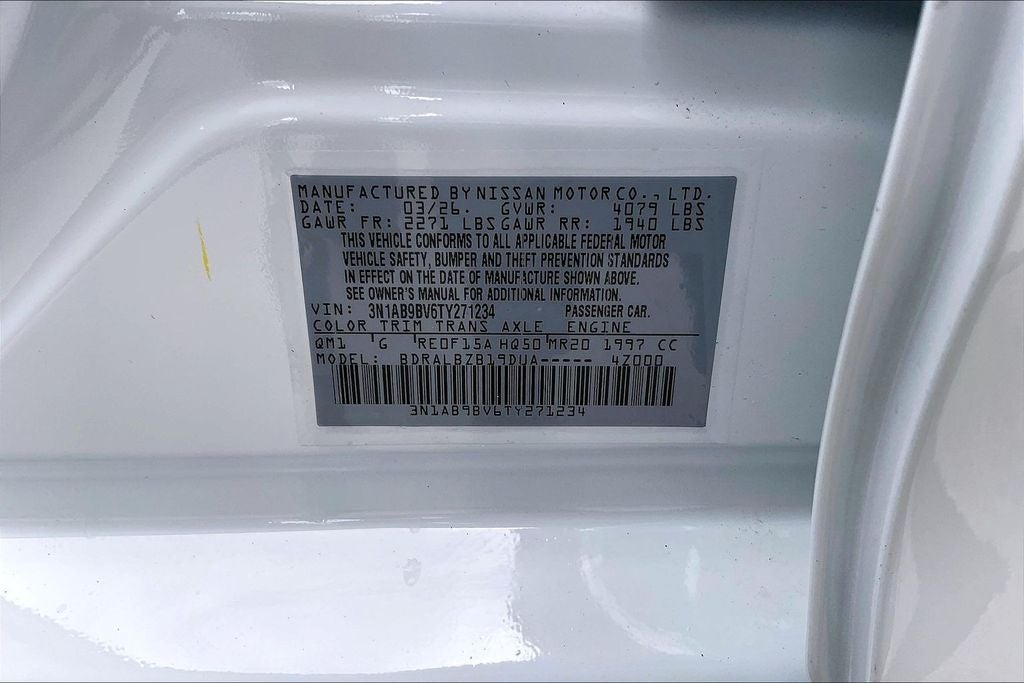 MANUFACTURED BY NISSAN MOTOR CO., LTD.
DATE: 03/26. GVWR: 4079 LBS
GAWR FR: 2271 LBS GAWR RR: 1940 LBS
THIS VEHICLE CONFORMS TO ALL APPLICABLE FEDERAL MOTOR
VEHICLE SAFETY, BUMPER AND THEFT PREVENTION STANDARDS
IN EFFECT ON THE DATE OF MANUFACTURE SHOWN ABOVE.
SEE OWNER'S MANUAL FOR ADDITIONAL INFORMATION.
VIN: 3N1AB9BV6TY271234 PASSENGER CAR.
COLOR TRIM TRANS AXLE ENGINE
QM1 G RE0F15A HQ50 MR20 1997 CC
MODEL: BDRALBZB19DUA----- 4Z000
3N1AB9BV6TY271234